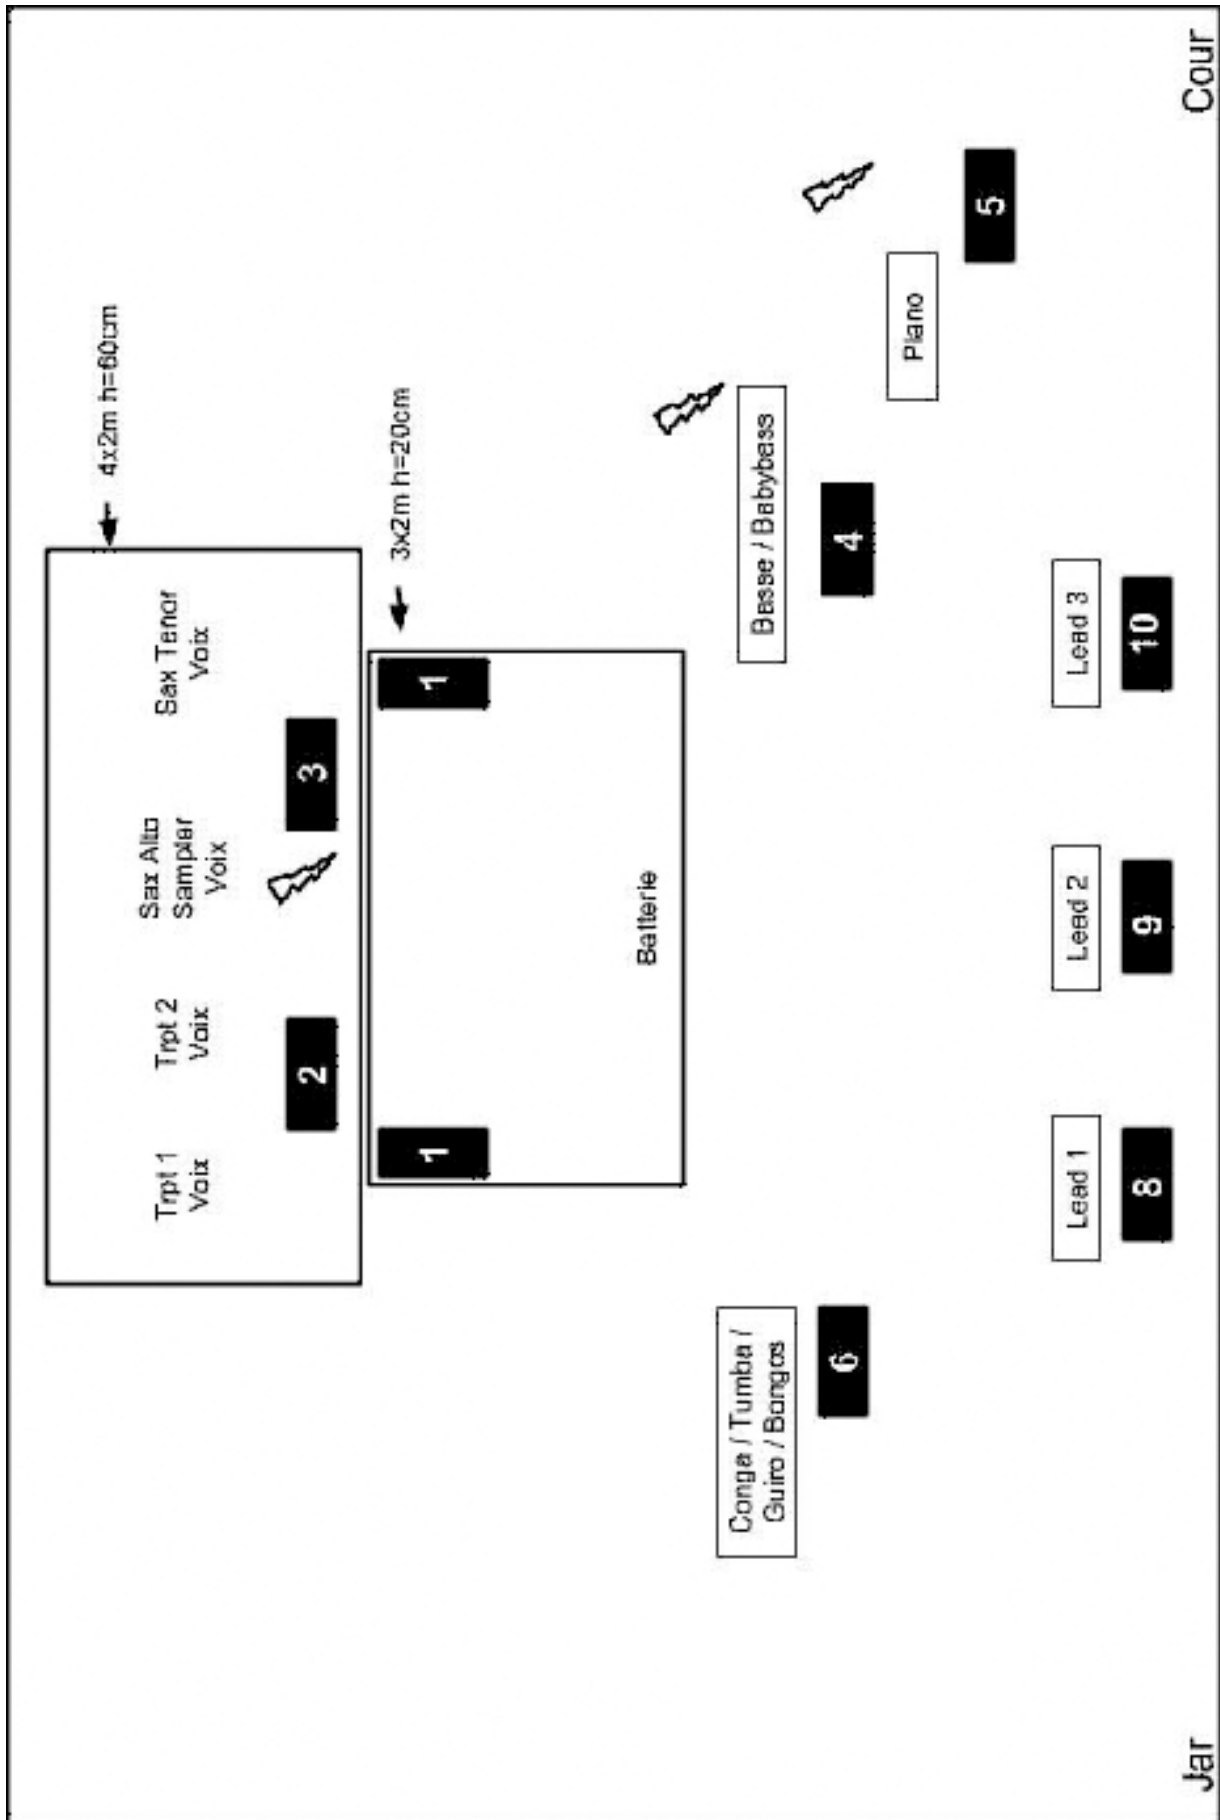 4x2m h=60cm
Trpt 1
Voix
Trpt 2
Voix
Sax Alto
Sampler
Voix
Sax Tenor
Voix
2
3
3x2m h=20cm
1
1
Batterie
Conga / Tumba /
Guiro / Bongos
6
Basse / Babybass
4
Piano
5
Lead 1
8
Lead 2
9
Lead 3
10
Jar
Cour